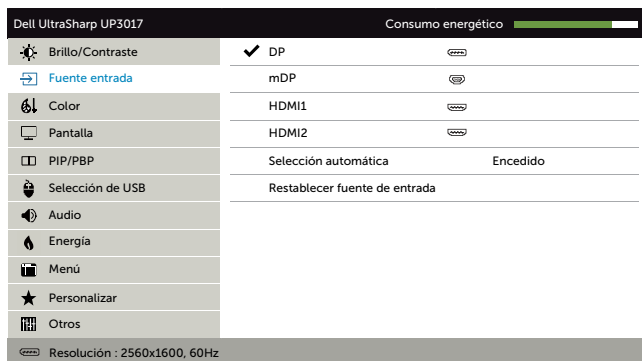 Dell UltraSharp UP3017 Consumo energético
Brillo/Contraste
Fuente entrada
Color
Pantalla
PIP/PBP
Selección de USB
Audio
Energía
Menú
Personalizar
Otros
DP
mDP
HDMI1
HDMI2
Selección automática Encedido
Restablecer fuente de entrada
Resolución : 2560x1600, 60Hz